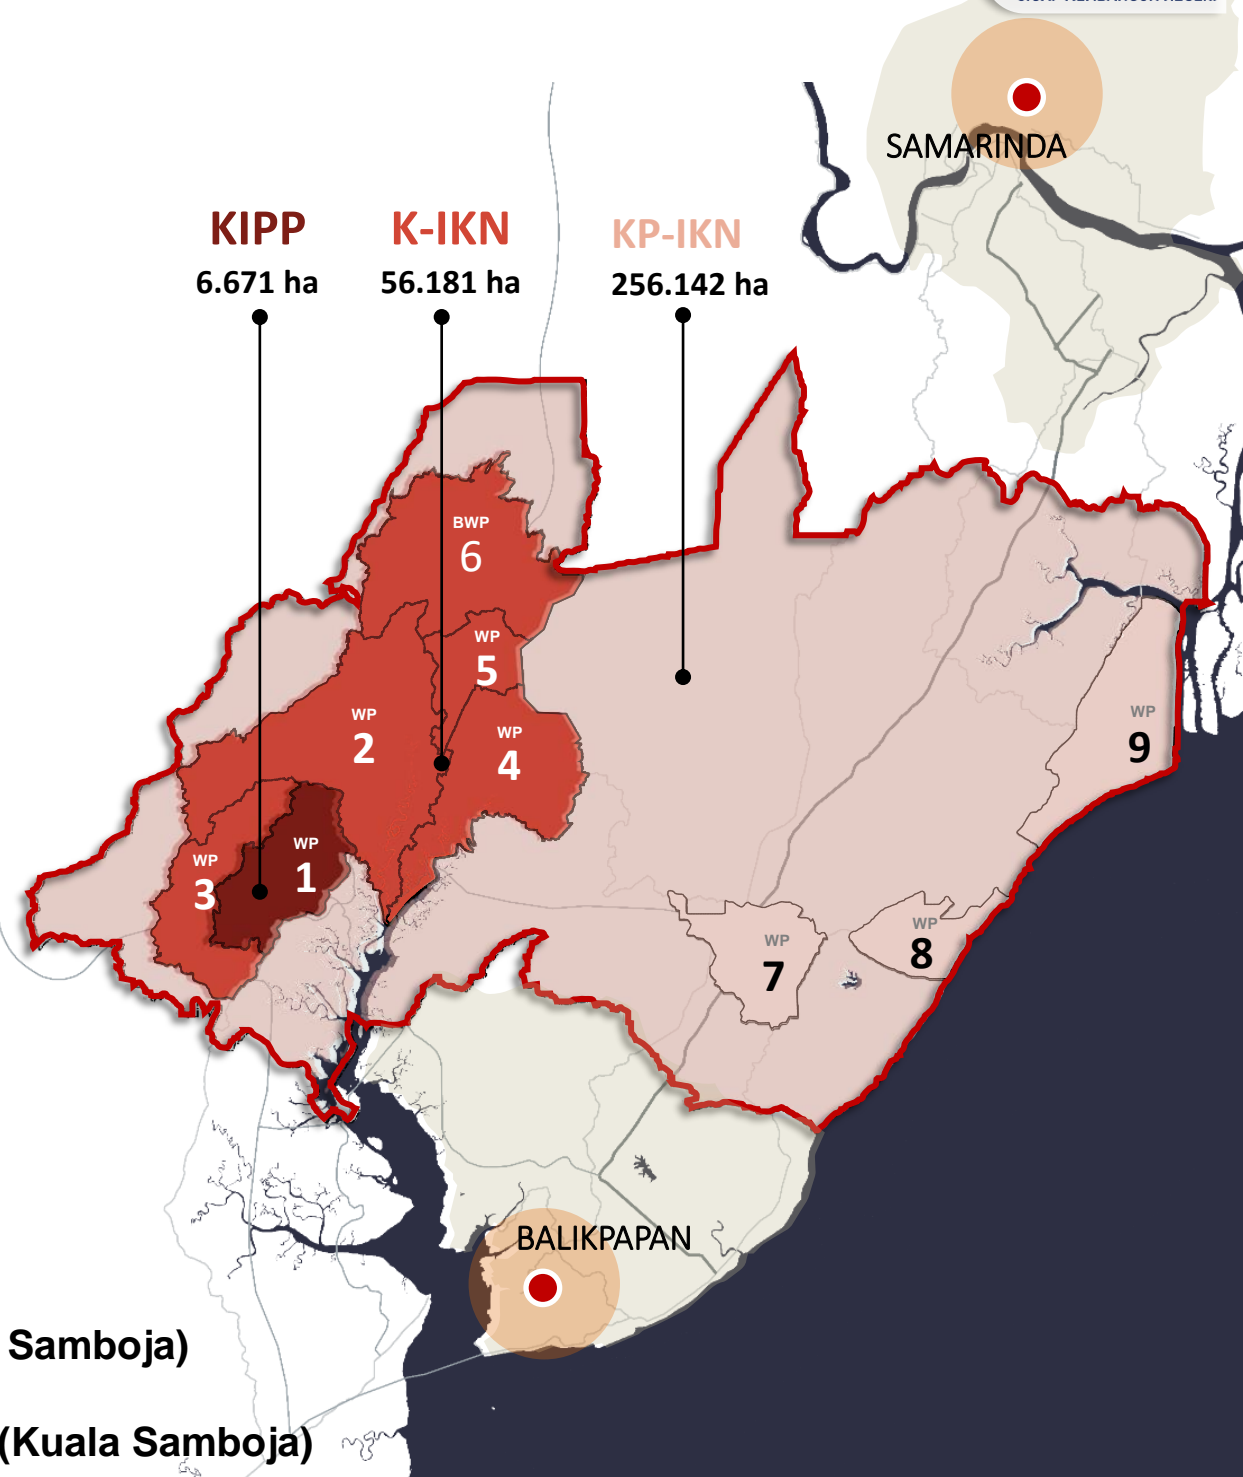 SAMARINDA
KIPP
6.671 ha
K-IKN
56.181 ha
KP-IKN
256.142 ha
BWP
6
WP
5
WP
2
WP
4
WP
9
WP
1
WP
3
WP
8
WP
7
BALIKPAPAN
Samboja)
(Kuala Samboja)